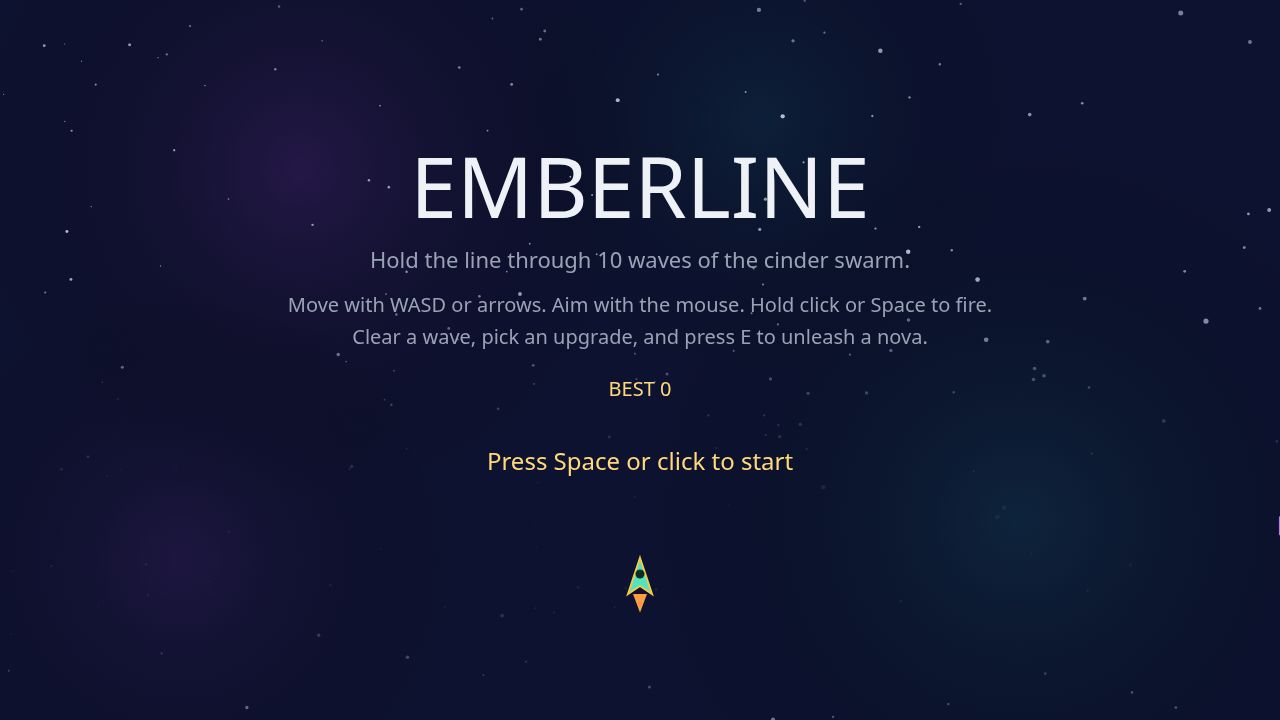 EMBERLINE
Hold the line through 10 waves of the cinder swarm.
Move with WASD or arrows. Aim with the mouse. Hold click or Space to fire.
Clear a wave, pick an upgrade, and press E to unleash a nova.
BEST 0
Press Space or click to start